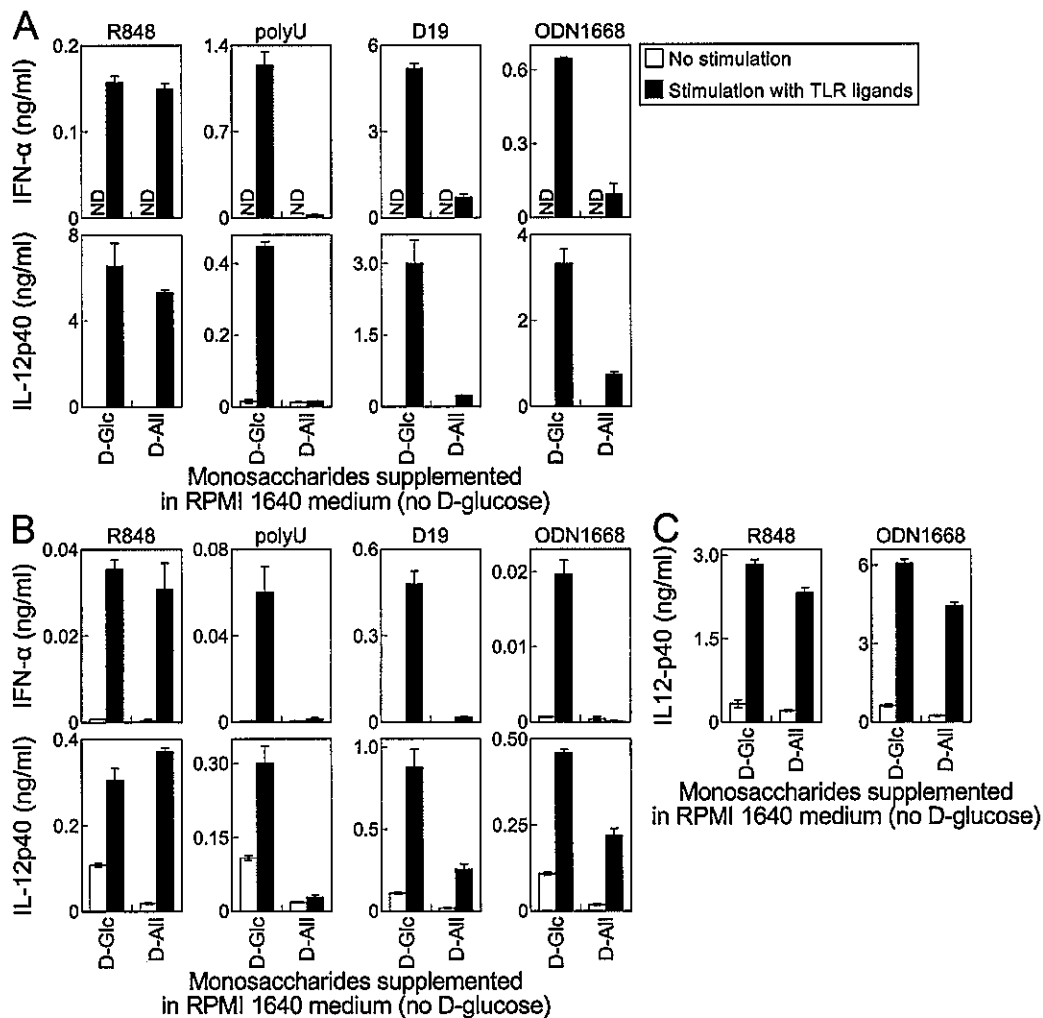 A
R848 polyU D19 ODN1668
No stimulation
Stimulation with TLR ligands
IFN-α (ng/ml)
0.2 1.4 6 0.6
0.1 0.7 3 0.3
0 0 0 0
ND ND ND ND ND ND ND ND
IL-12p40 (ng/ml)
8 0.4 3.0 4
4 0.2 1.5 2
0 0 0 0
D-Glc D-All D-Glc D-All D-Glc D-All D-Glc D-All
Monosaccharides supplemented
in RPMI 1640 medium (no D-glucose)
B
R848 polyU D19 ODN1668
IFN-α (ng/ml)
0.04 0.08 0.6 0.02
0.02 0.04 0.3 0.01
0 0 0 0
IL-12p40 (ng/ml)
0.4 0.30 1.0 0.50
0.2 0.15 0.5 0.25
0 0 0 0
D-Glc D-All D-Glc D-All D-Glc D-All D-Glc D-All
Monosaccharides supplemented
in RPMI 1640 medium (no D-glucose)
C
R848 ODN1668
IL12-p40 (ng/ml)
3.0 6
1.5 3
0 0
D-Glc D-All D-Glc D-All
Monosaccharides supplemented
in RPMI 1640 medium (no D-glucose)